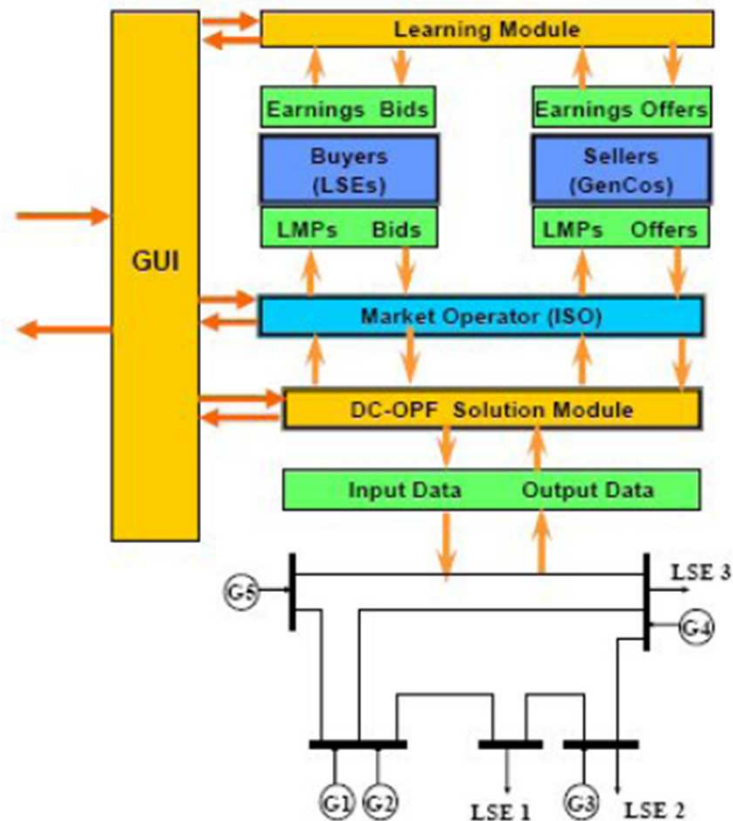 Learning Module
Earnings Bids
Earnings Offers
Buyers
(LSEs)
Sellers
(GenCos)
LMPs Bids
LMPs Offers
GUI
Market Operator (ISO)
DC-OPF Solution Module
Input Data Output Data
G5
LSE 3
G4
G1
G2
LSE 1
G3
LSE 2